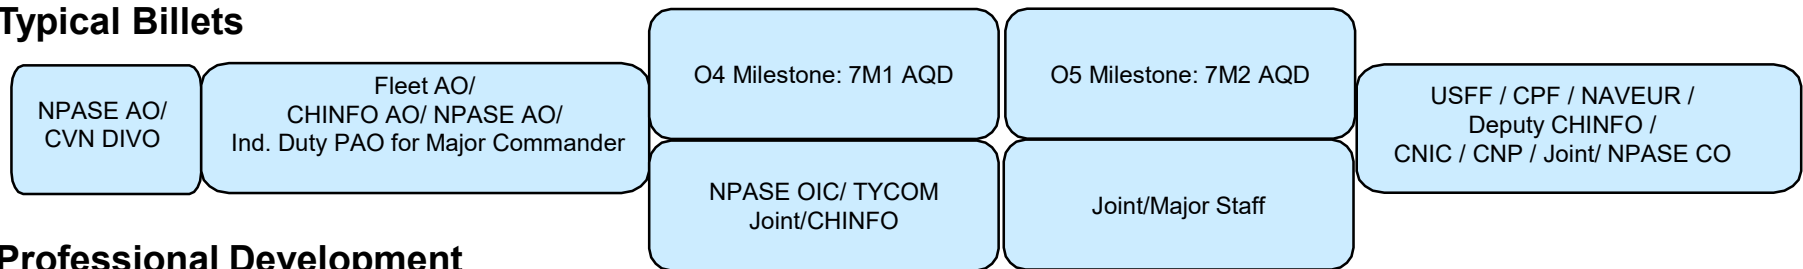 Typical Billets
NPASE AO/
CVN DIVO
Fleet AO/
CHINFO AO/ NPASE AO/
Ind. Duty PAO for Major Commander
O4 Milestone: 7M1 AQD
NPASE OIC/ TYCOM
Joint/CHINFO
O5 Milestone: 7M2 AQD
Joint/Major Staff
USFF / CPF / NAVEUR /
Deputy CHINFO /
CNIC / CNP / Joint/ NPASE CO
Professional Development